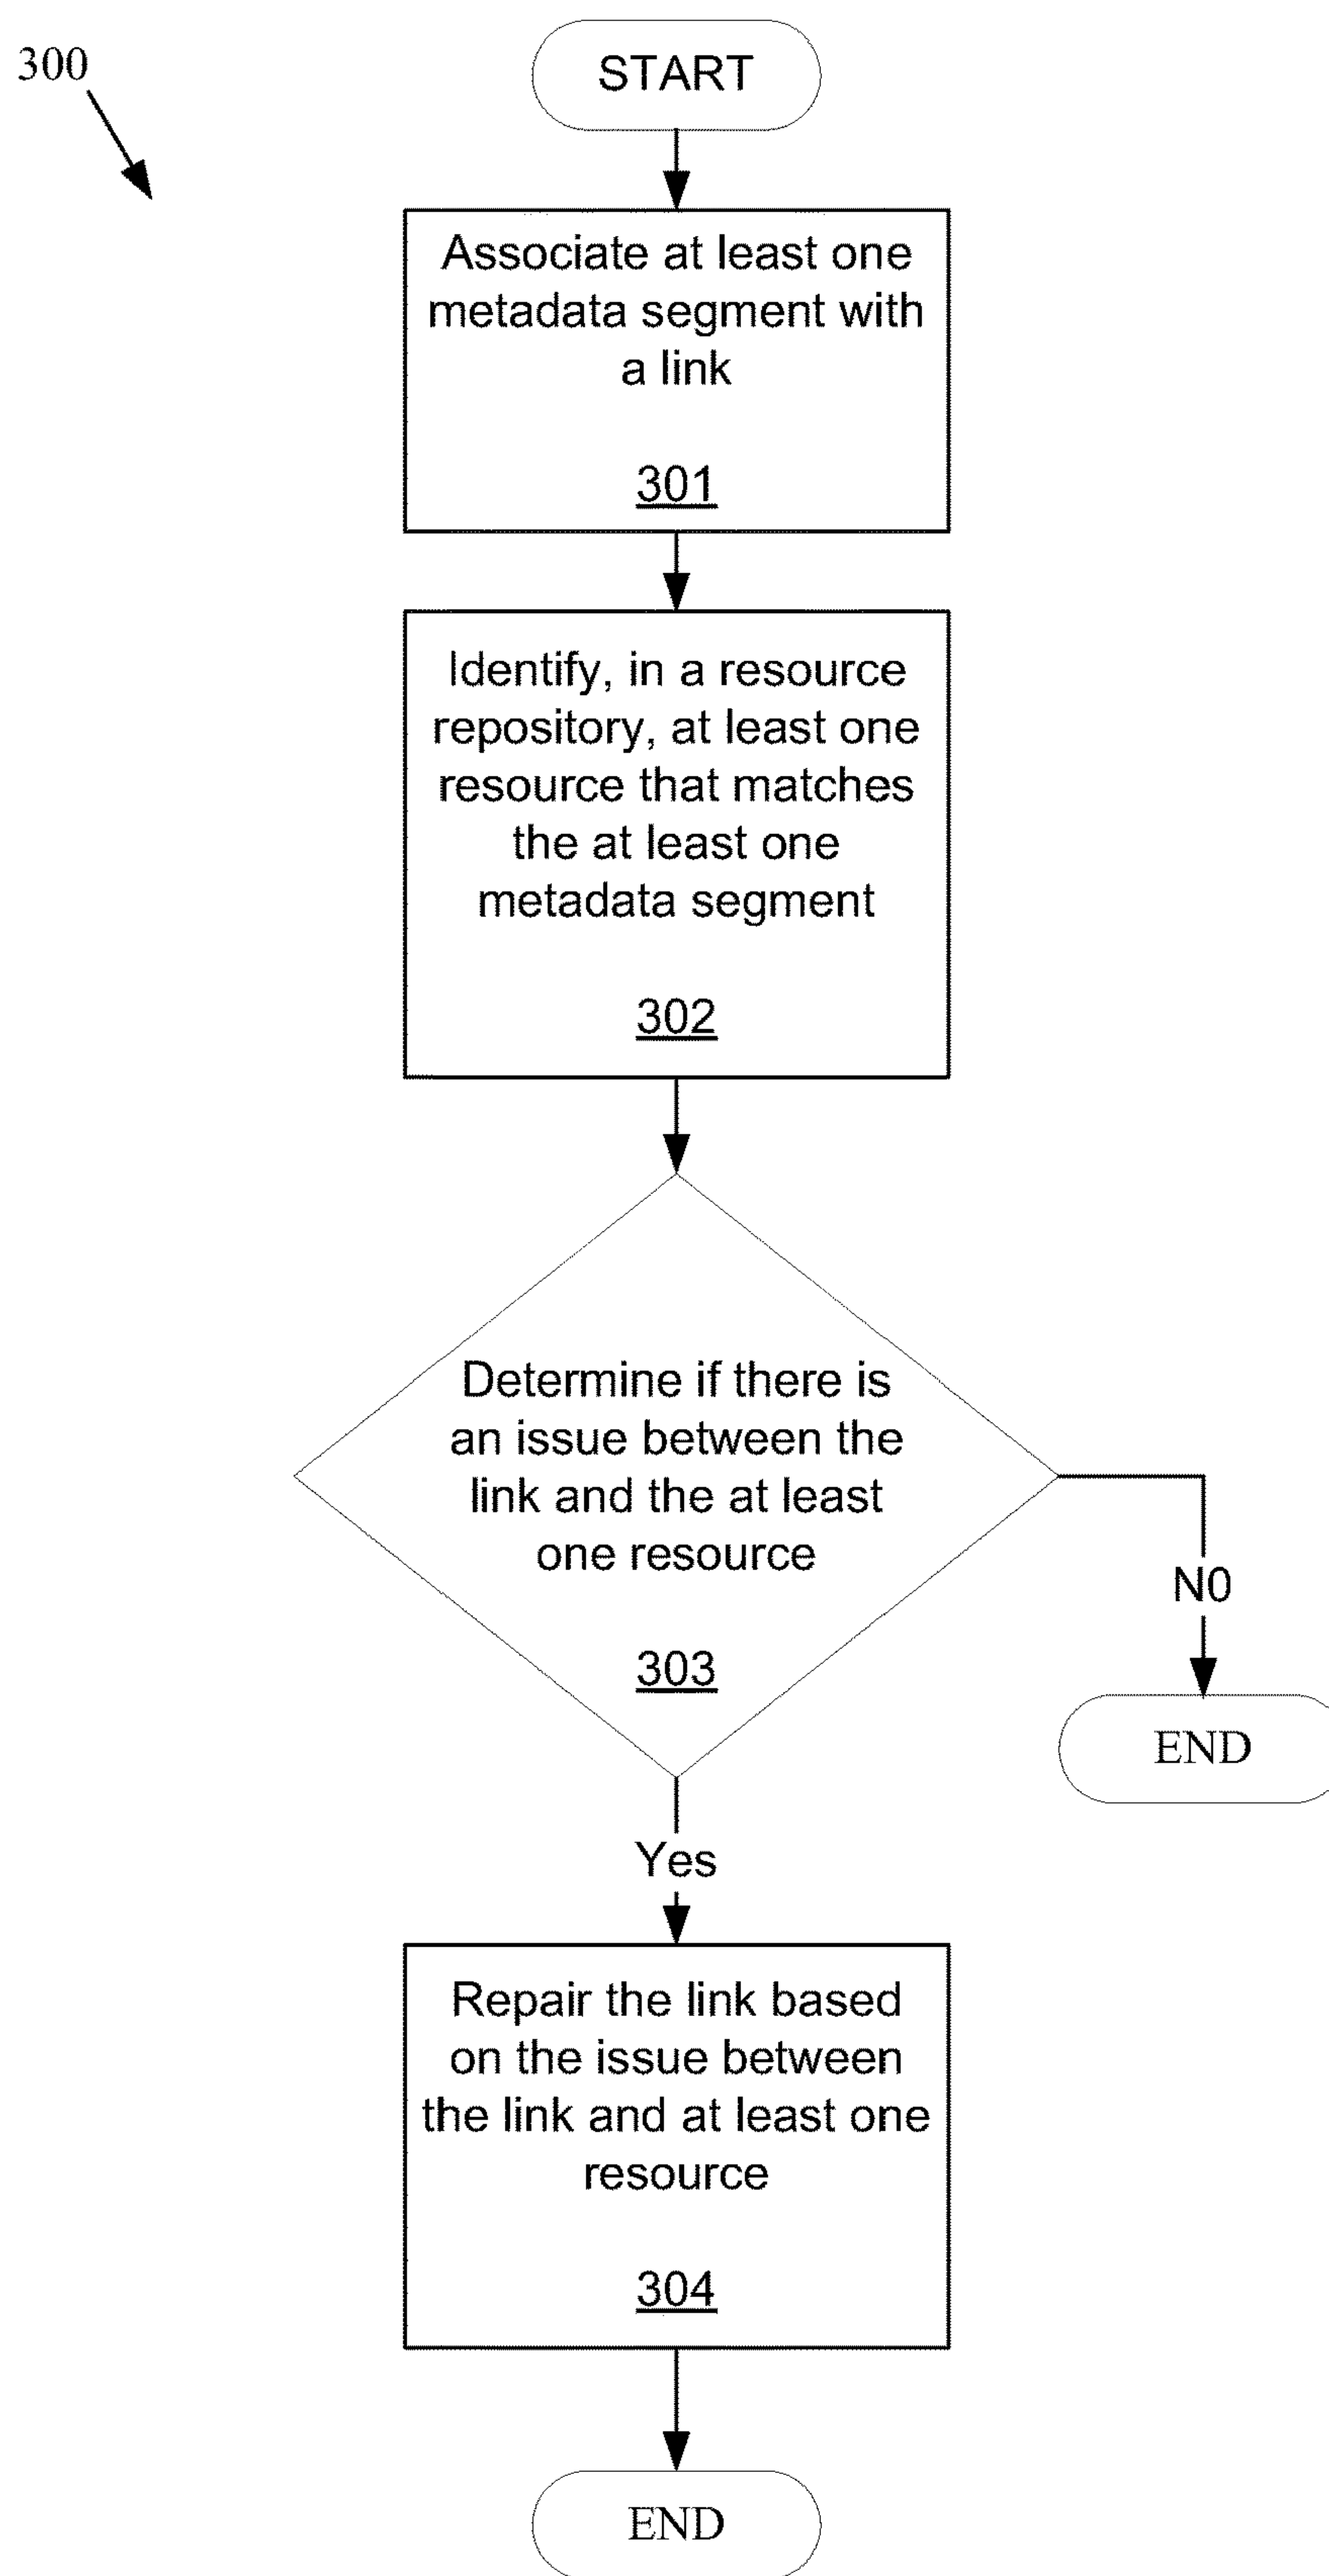 300
START
Associate at least one
metadata segment with
a link
301
Identify, in a resource
repository, at least one
resource that matches
the at least one
metadata segment
302
Determine if there is
an issue between the
link and the at least
one resource
303
N0
END
Yes
Repair the link based
on the issue between
the link and at least one
resource
304
END